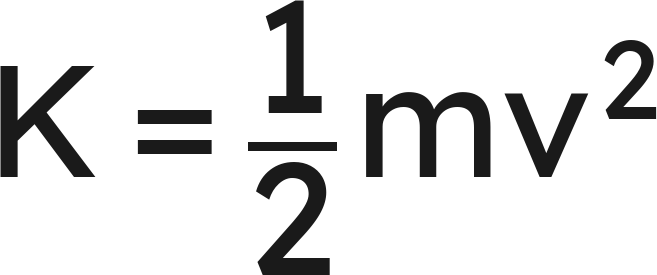 K = 1/2 mv²